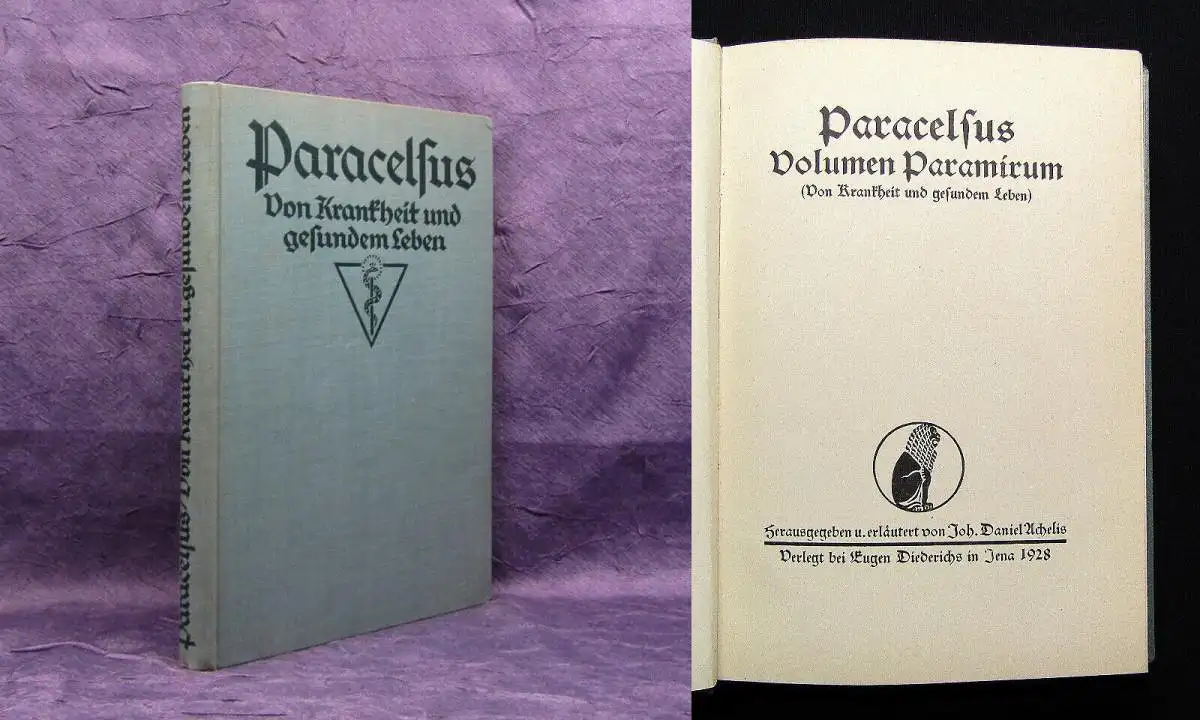 Paracelſus/Von Krankheit u.geſundem Leben
Paracelſus
Von Krankheit und
geſundem Leben
Paracelſus
Volumen Paramirum
(Von Krankheit und geſundem Leben)
Herausgegeben u. erläutert von Joh. Daniel Achelis
Verlegt bei Eugen Diederichs in Jena 1928